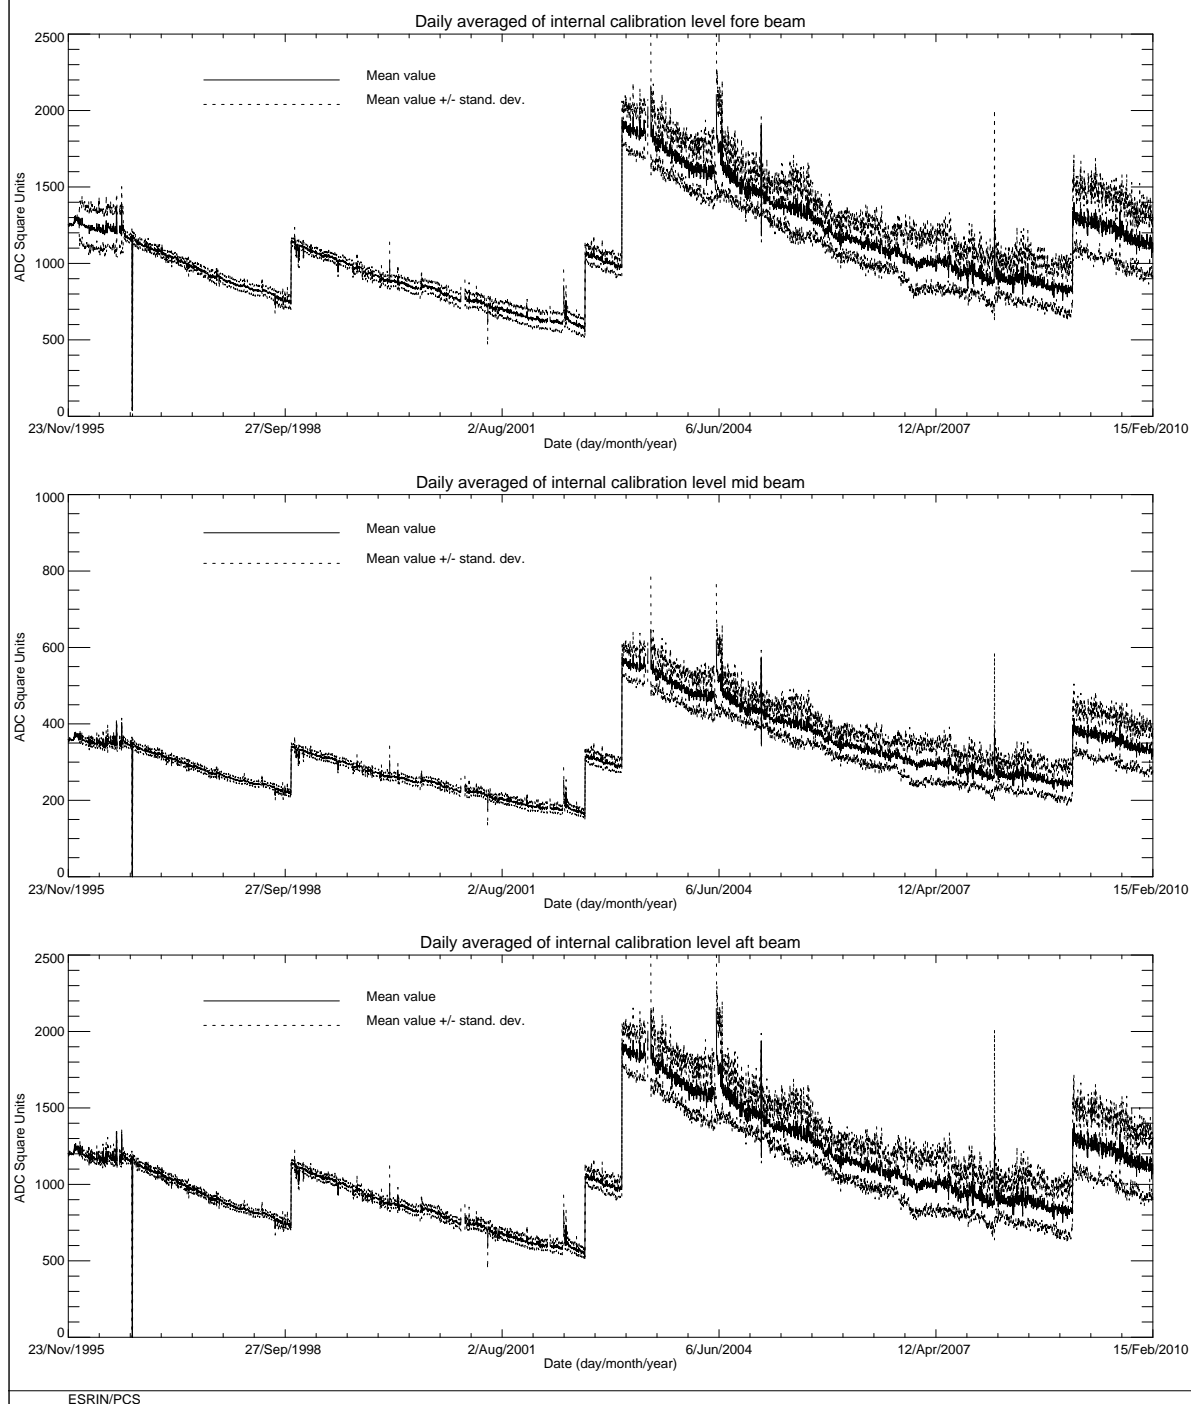 Daily averaged of internal calibration level fore beam
2500
2000
1500
1000
500
0
ADC Square Units
Mean value
Mean value +/- stand. dev.
23/Nov/1995 27/Sep/1998 2/Aug/2001 6/Jun/2004 12/Apr/2007 15/Feb/2010
Date (day/month/year)
Daily averaged of internal calibration level mid beam
1000
800
600
400
200
0
ADC Square Units
Mean value
Mean value +/- stand. dev.
23/Nov/1995 27/Sep/1998 2/Aug/2001 6/Jun/2004 12/Apr/2007 15/Feb/2010
Date (day/month/year)
Daily averaged of internal calibration level aft beam
2500
2000
1500
1000
500
0
ADC Square Units
Mean value
Mean value +/- stand. dev.
23/Nov/1995 27/Sep/1998 2/Aug/2001 6/Jun/2004 12/Apr/2007 15/Feb/2010
Date (day/month/year)
ESRIN/PCS